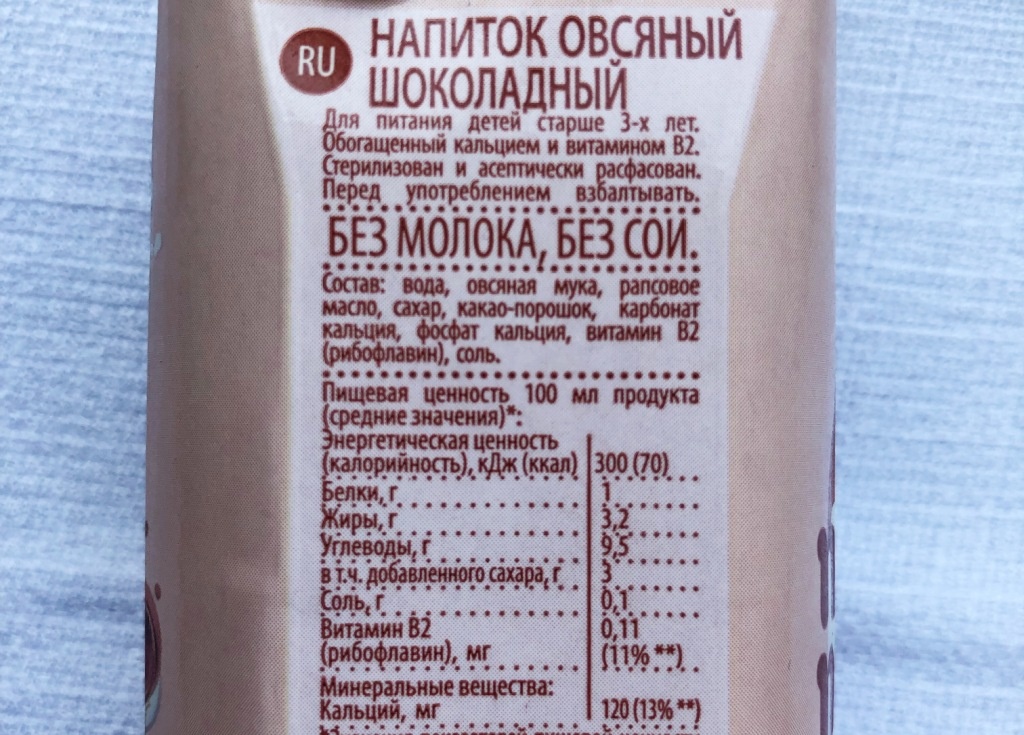 RU
НАПИТОК ОВСЯНЫЙ
ШОКОЛАДНЫЙ
Для питания детей старше 3-х лет.
Обогащенный кальцием и витамином B2.
Стерилизован и асептически расфасован.
Перед употреблением взбалтывать.
БЕЗ МОЛОКА, БЕЗ СОИ.
Состав: вода, овсяная мука, рапсовое
масло, сахар, какао-порошок, карбонат
кальция, фосфат кальция, витамин B2
(рибофлавин), соль.
Пищевая ценность 100 мл продукта
(средние значения)*:
Энергетическая ценность
(калорийность), кДж (ккал) 300 (70)
Белки, г 1
Жиры, г 3,2
Углеводы, г 9,5
в т.ч. добавленного сахара, г 3
Соль, г 0,1
Витамин B2 0,11
(рибофлавин), мг (11% **)
Минеральные вещества:
Кальций, мг 120 (13% **)